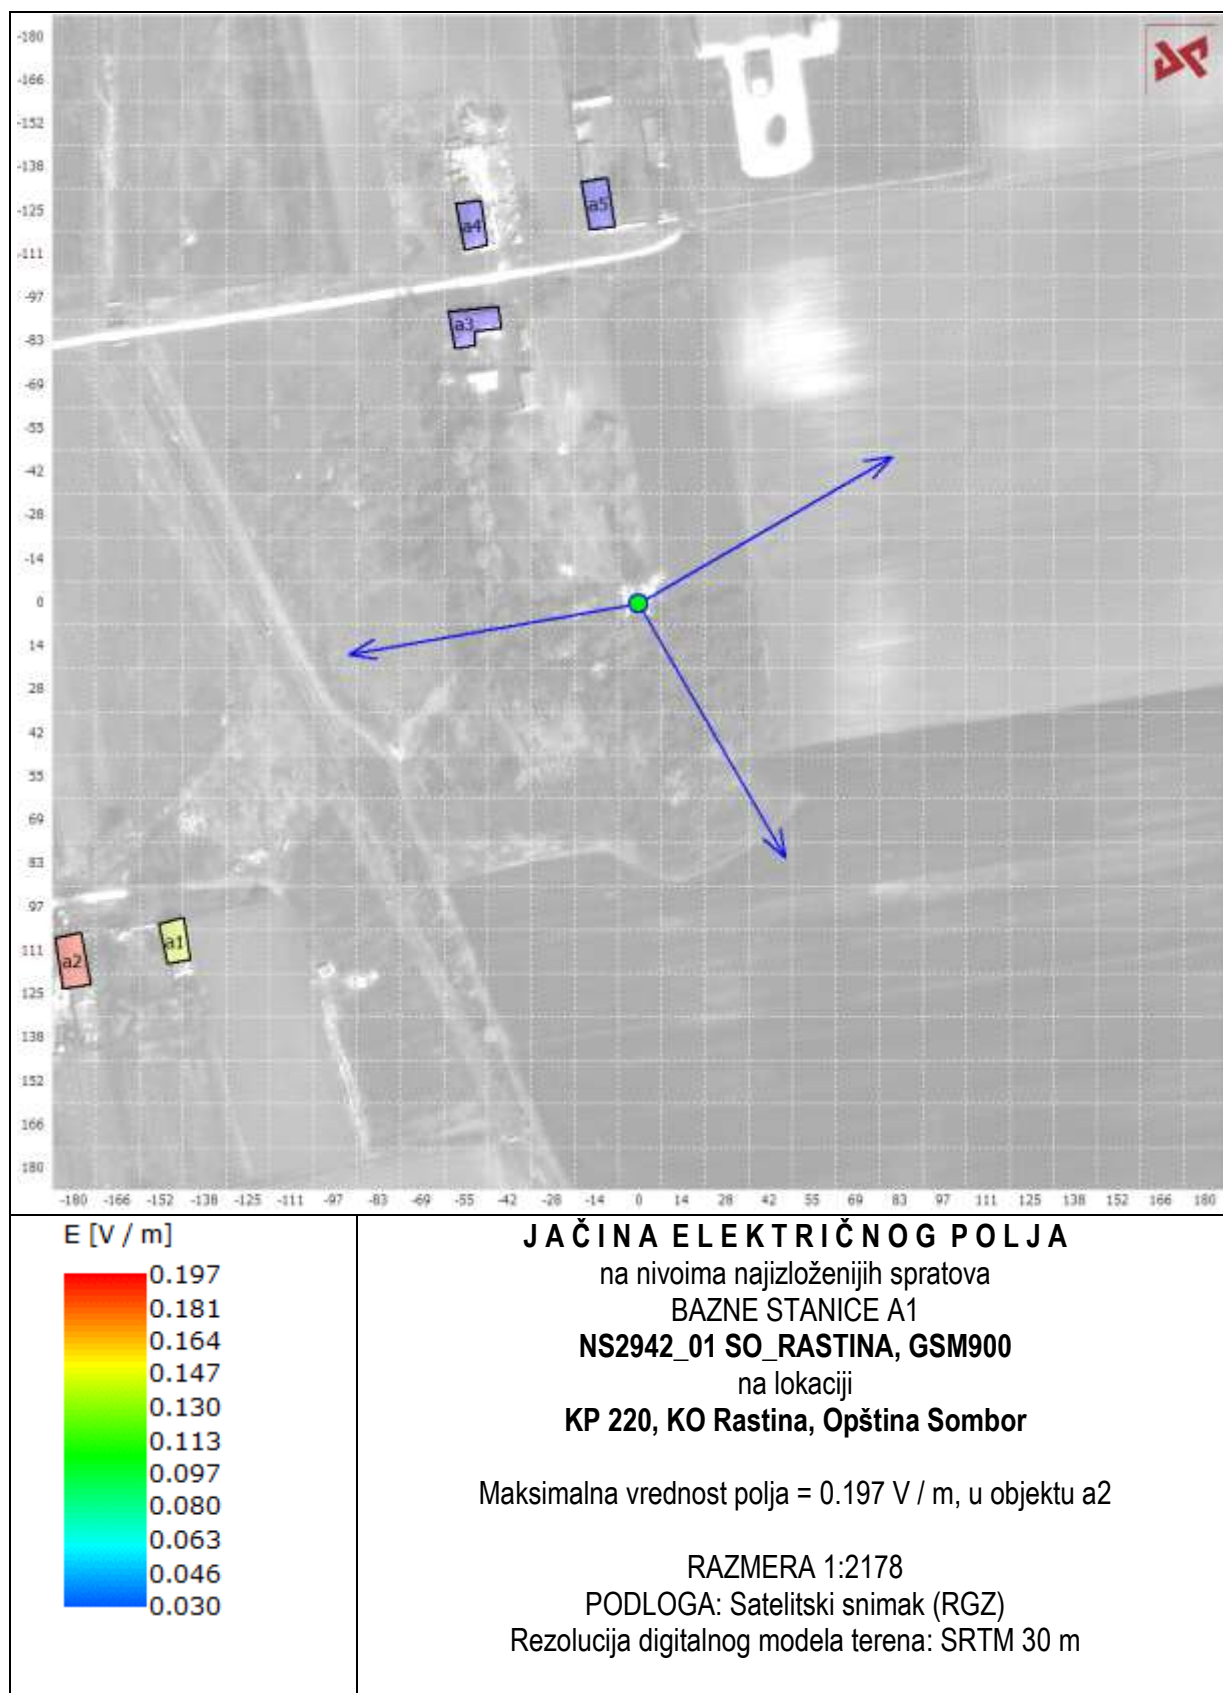 -180
-166
-152
-138
-125
-111
-97
-83
-69
-55
-42
-28
-14
0
14
28
42
55
69
83
97
111
125
138
152
166
180
a5
a4
a3
a1
a2
-180 -166 -152 -138 -125 -111 -97 -83 -69 -55 -42 -28 -14 0 14 28 42 55 69 83 97 111 125 138 152 166 180
E [V / m]
0.197
0.181
0.164
0.147
0.130
0.113
0.097
0.080
0.063
0.046
0.030
JAČINA ELEKTRIČNOG POLJA
na nivoima najizloženijih spratova
BAZNE STANICE A1
NS2942_01 SO_RASTINA, GSM900
na lokaciji
KP 220, KO Rastina, Opština Sombor
Maksimalna vrednost polja = 0.197 V / m, u objektu a2
RAZMERA 1:2178
PODLOGA: Satelitski snimak (RGZ)
Rezolucija digitalnog modela terena: SRTM 30 m